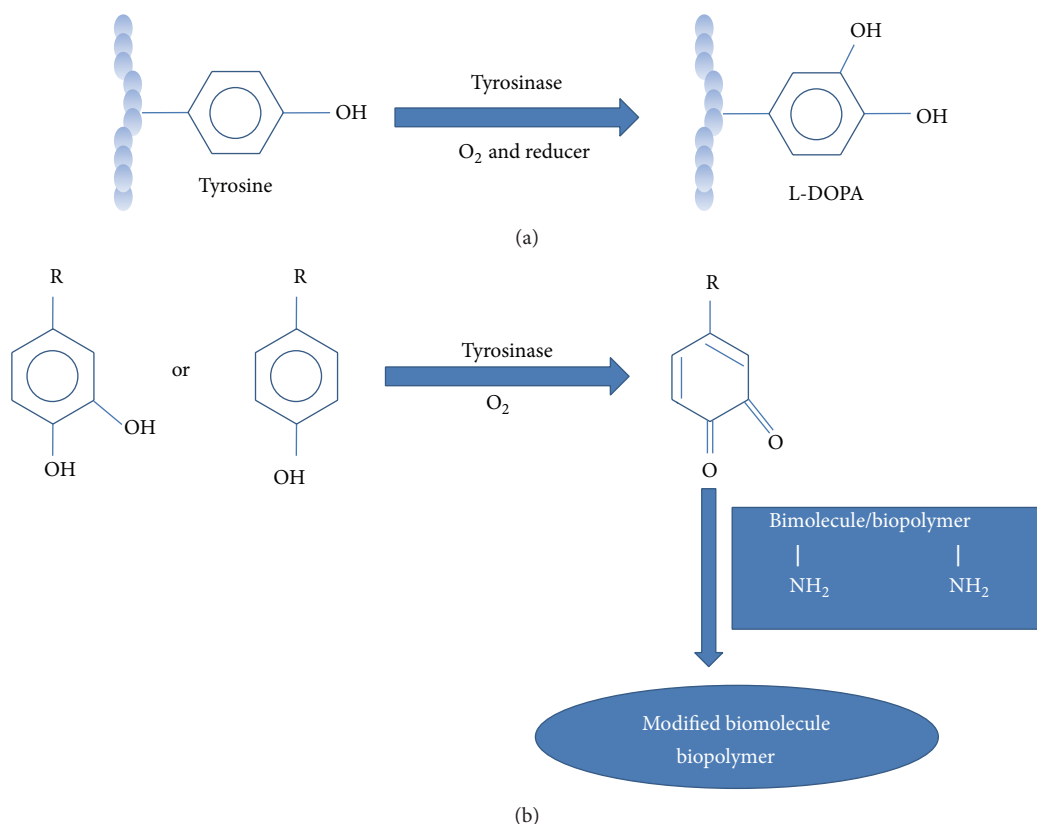 OH
Tyrosinase
OH
OH
O₂ and reducer
Tyrosine
L-DOPA
(a)
R
R
R
Tyrosinase
or
O₂
OH
O
OH
OH
O
Bimolecule/biopolymer
NH₂
NH₂
Modified biomolecule
biopolymer
(b)